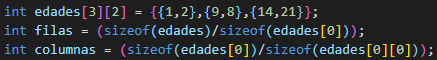 int edades[3][2] = {{1,2},{9,8},{14,21}};
int filas = (sizeof(edades)/sizeof(edades[0]));
int columnas = (sizeof(edades[0])/sizeof(edades[0][0]));